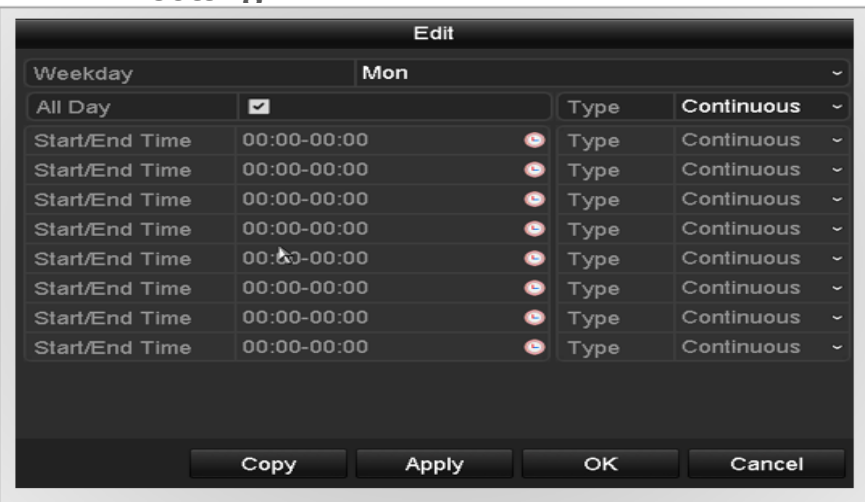 Edit
Weekday Mon
All Day Type Continuous
Start/End Time 00:00-00:00 Type Continuous
Start/End Time 00:00-00:00 Type Continuous
Start/End Time 00:00-00:00 Type Continuous
Start/End Time 00:00-00:00 Type Continuous
Start/End Time 00:00-00:00 Type Continuous
Start/End Time 00:00-00:00 Type Continuous
Start/End Time 00:00-00:00 Type Continuous
Start/End Time 00:00-00:00 Type Continuous
Copy Apply OK Cancel